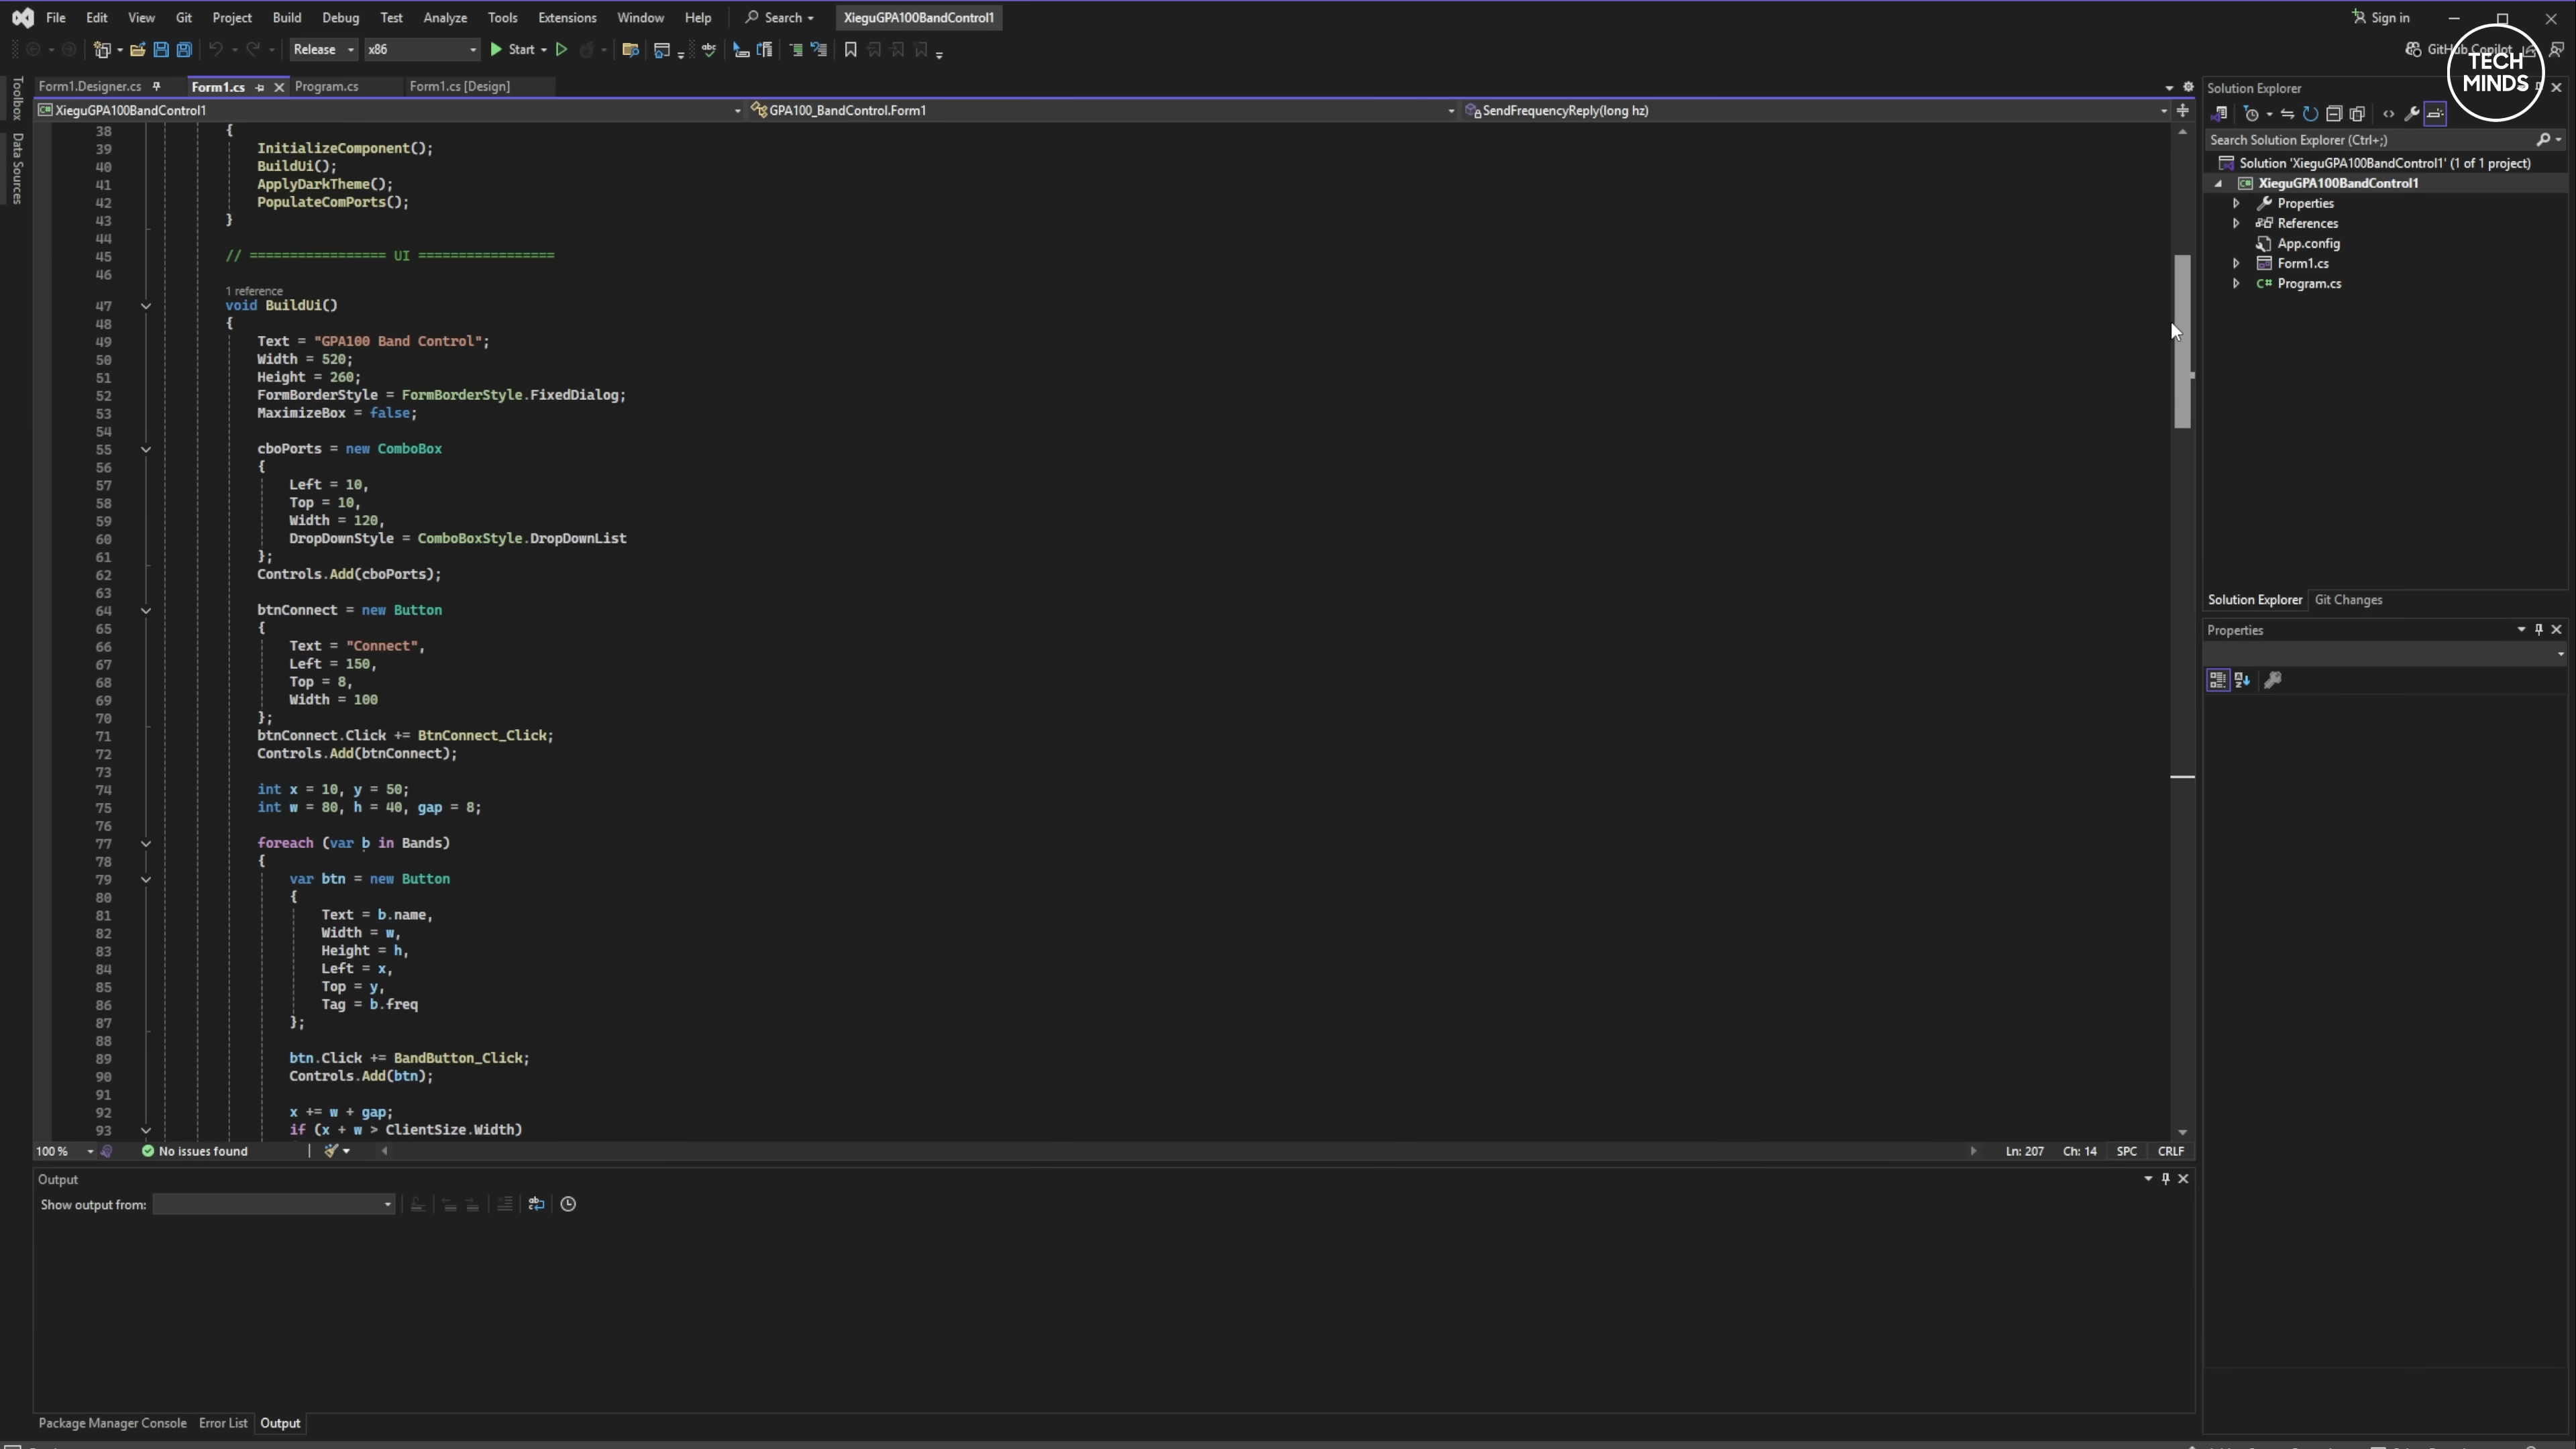 File Edit View Git Project Build Debug Test Analyze Tools Extensions Window Help Search XieguGPA100BandControl1 Sign in
Release x86 Start GitHub Copilot
TECH
MINDS
Form1.Designer.cs Form1.cs Program.cs Form1.cs [Design]
XieguGPA100BandControl1 GPA100_BandControl.Form1 SendFrequencyReply(long hz)
Toolbox
Data Sources
38 {
39 InitializeComponent();
40 BuildUi();
41 ApplyDarkTheme();
42 PopulateComPorts();
43 }
44
45 // ================= UI =================
46
1 reference
47 void BuildUi()
48 {
49 Text = "GPA100 Band Control";
50 Width = 520;
51 Height = 260;
52 FormBorderStyle = FormBorderStyle.FixedDialog;
53 MaximizeBox = false;
54
55 cboPorts = new ComboBox
56 {
57 Left = 10,
58 Top = 10,
59 Width = 120,
60 DropDownStyle = ComboBoxStyle.DropDownList
61 };
62 Controls.Add(cboPorts);
63
64 btnConnect = new Button
65 {
66 Text = "Connect",
67 Left = 150,
68 Top = 8,
69 Width = 100
70 };
71 btnConnect.Click += BtnConnect_Click;
72 Controls.Add(btnConnect);
73
74 int x = 10, y = 50;
75 int w = 80, h = 40, gap = 8;
76
77 foreach (var b in Bands)
78 {
79 var btn = new Button
80 {
81 Text = b.name,
82 Width = w,
83 Height = h,
84 Left = x,
85 Top = y,
86 Tag = b.freq
87 };
88
89 btn.Click += BandButton_Click;
90 Controls.Add(btn);
91
92 x += w + gap;
93 if (x + w > ClientSize.Width)
100 % No issues found Ln: 207 Ch: 14 SPC CRLF
Output
Show output from:
Package Manager Console Error List Output
Solution Explorer
Search Solution Explorer (Ctrl+;)
Solution 'XieguGPA100BandControl1' (1 of 1 project)
XieguGPA100BandControl1
Properties
References
App.config
Form1.cs
C# Program.cs
Solution Explorer Git Changes
Properties